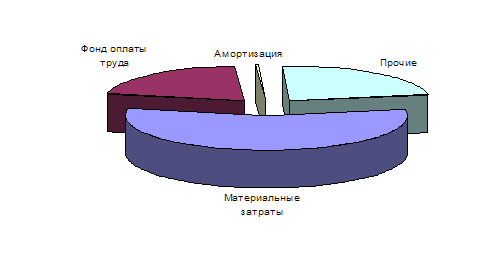 Фонд оплаты
труда
Амортизация
Прочие
Материальные
затраты